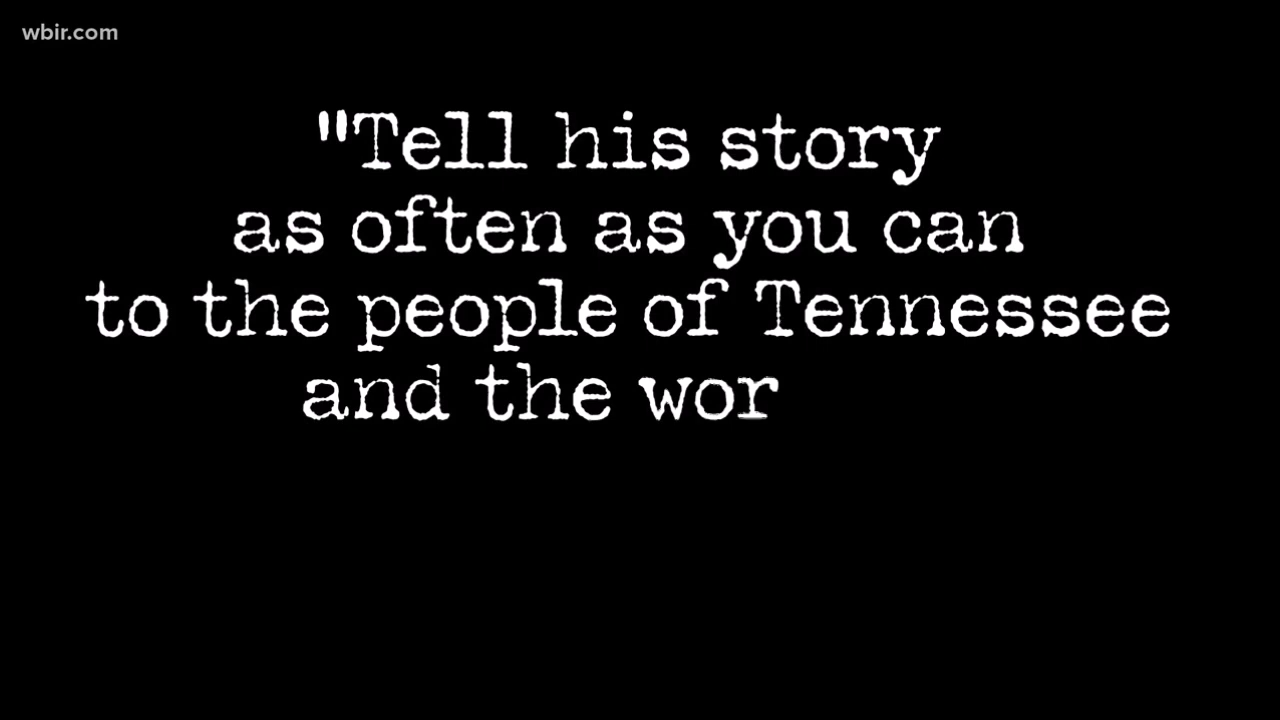 wbir.com
"Tell his story
as often as you can
to the people of Tennessee
and the wor